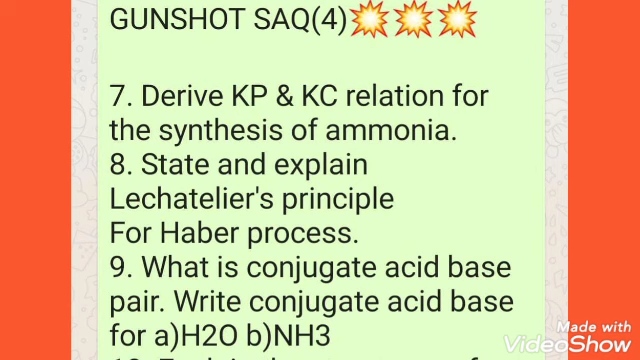 GUNSHOT SAQ(4)💥💥💥
7. Derive KP & KC relation for
the synthesis of ammonia.
8. State and explain
Lechatelier's principle
For Haber process.
9. What is conjugate acid base
pair. Write conjugate acid base
for a)H2O b)NH3
Made with
VideoShow